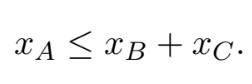 x_A ≤ x_B + x_C.